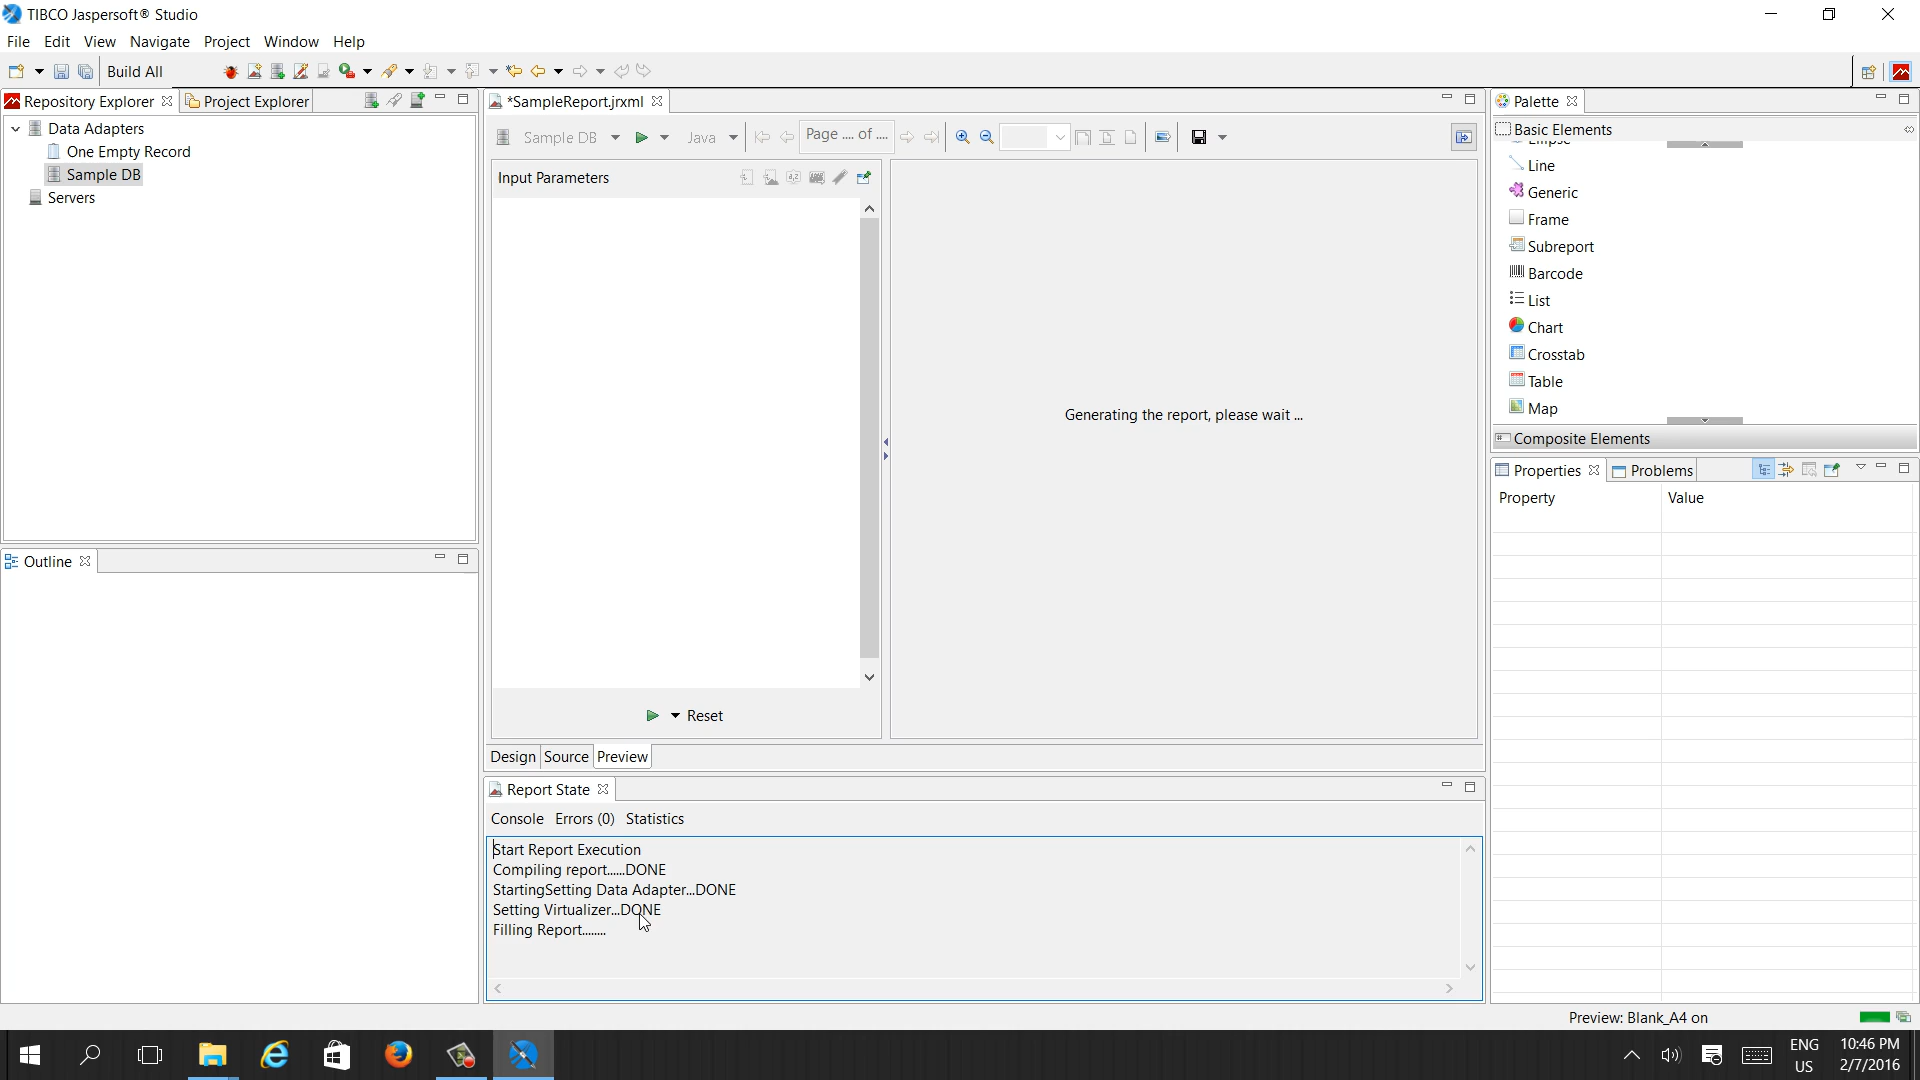 TIBCO Jaspersoft® Studio
File Edit View Navigate Project Window Help
Build All
Repository Explorer
Project Explorer
Data Adapters
One Empty Record
Sample DB
Servers
Outline
*SampleReport.jrxml
Sample DB
Java
Page .... of ....
Input Parameters
Generating the report, please wait ...
Reset
Design Source Preview
Report State
Console Errors (0) Statistics
Start Report Execution
Compiling report......DONE
StartingSetting Data Adapter...DONE
Setting Virtualizer...DONE
Filling Report........
Palette
Basic Elements
Ellipse
Line
Generic
Frame
Subreport
Barcode
List
Chart
Crosstab
Table
Map
Composite Elements
Properties
Problems
Property Value
Preview: Blank_A4 on
ENG
US
10:46 PM
2/7/2016